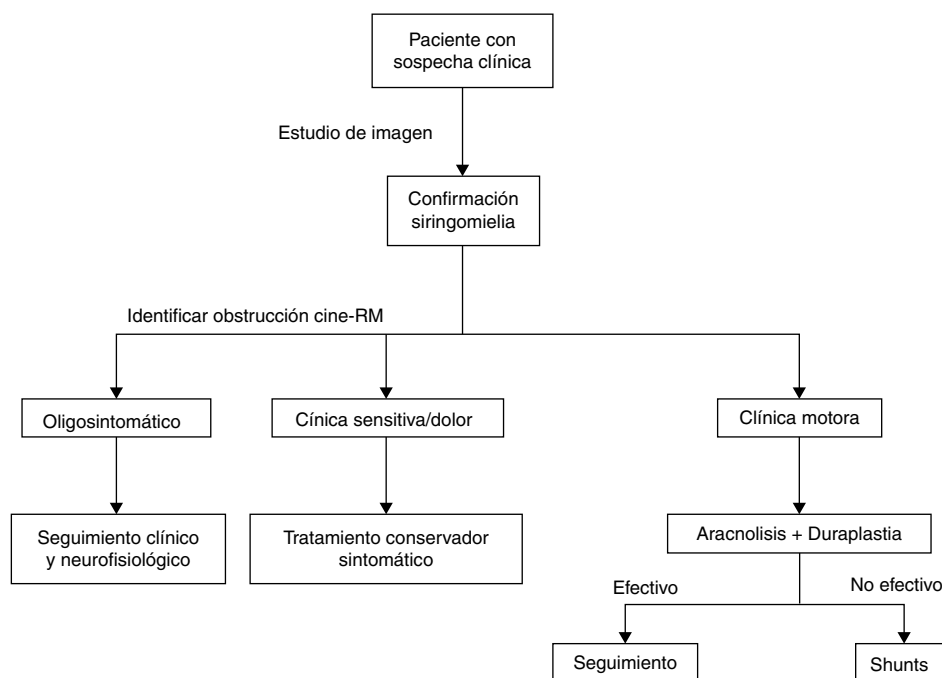 Paciente con
sospecha clínica
Estudio de imagen
Confirmación
siringomielia
Identificar obstrucción cine-RM
Oligosintomático
Cínica sensitiva/dolor
Clínica motora
Seguimiento clínico
y neurofisiológico
Tratamiento conservador
sintomático
Aracnolisis + Duraplastia
Efectivo
No efectivo
Seguimiento
Shunts